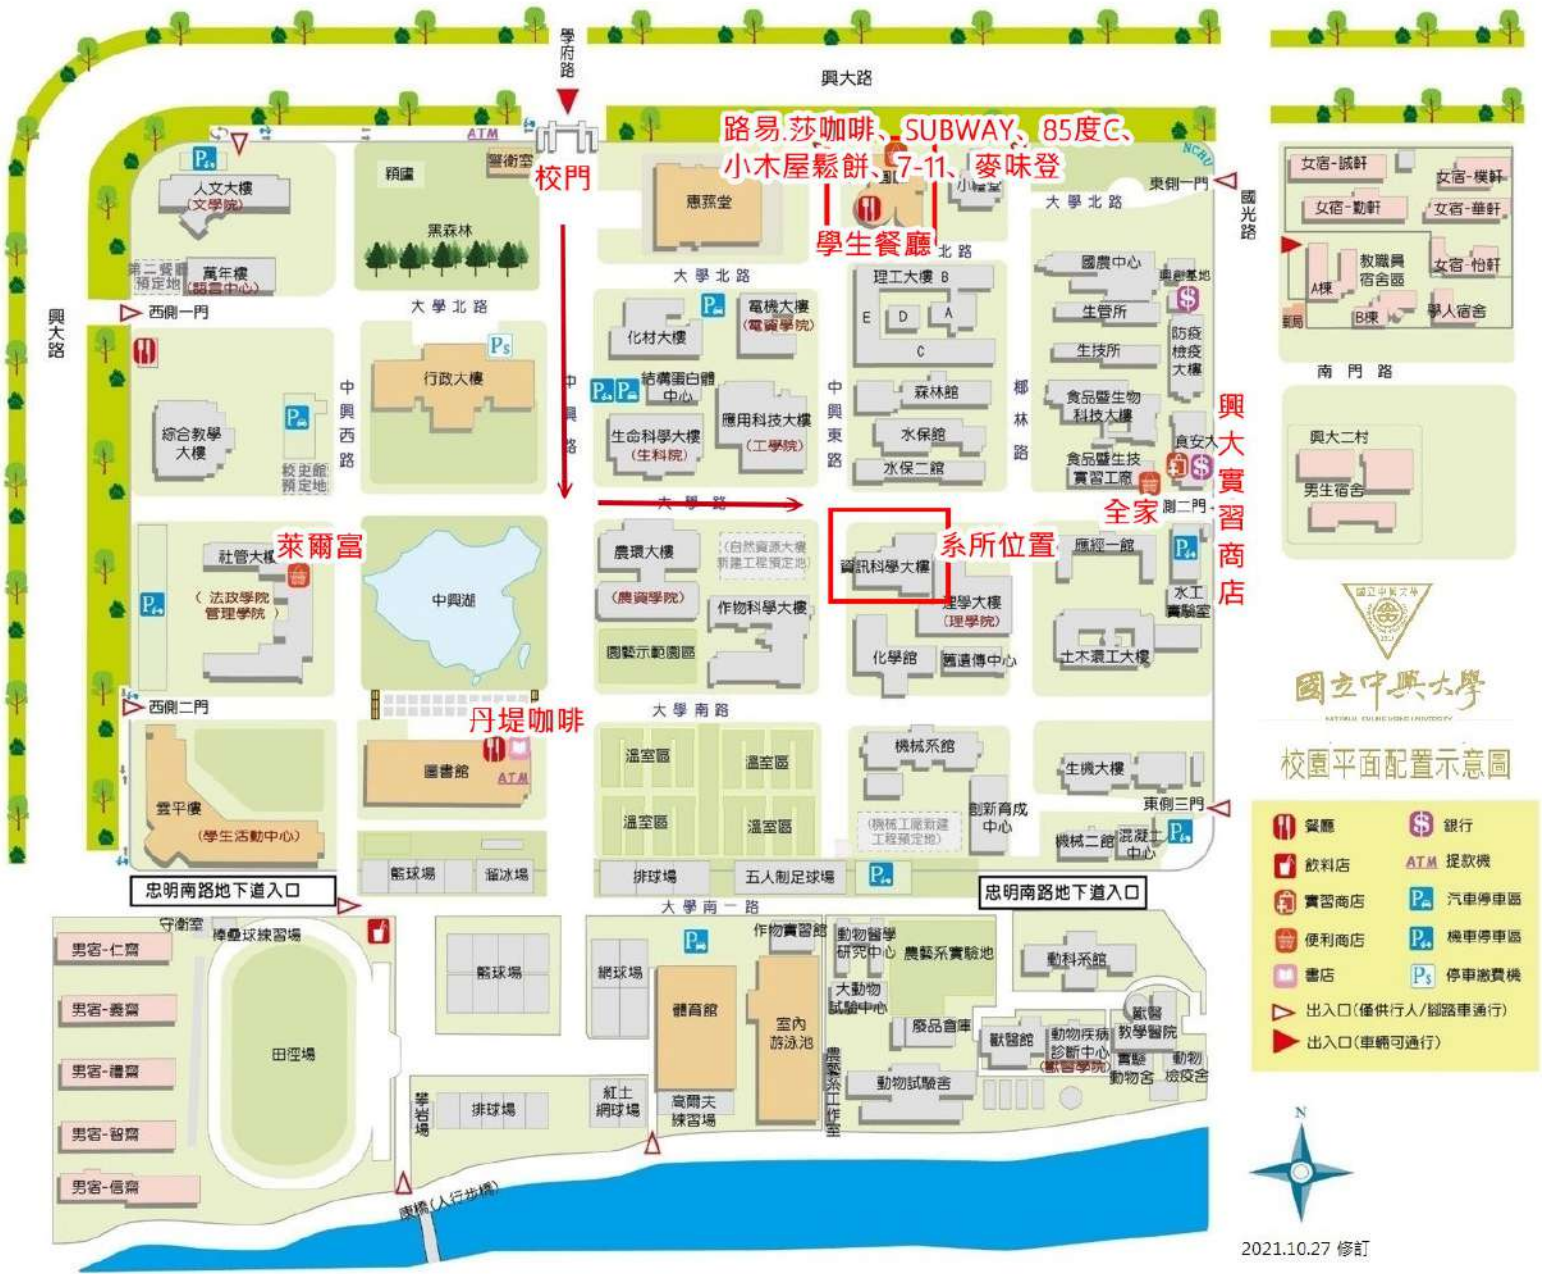 學府路
興大路
ATM
警衛室
校門
路易.莎咖啡、SUBWAY、85度C、
小木屋鬆餅、7-11、麥味登
學生餐廳
惠蓀堂
NCHU
東側一門
大學北路
國光路
人文大樓
(文學院)
穎廬
黑森林
第二餐廳
預定地
萬年樓
(語言中心)
西側一門
大學北路
大學北路
北路
興大路
女宿-誠軒
女宿-樸軒
女宿-勤軒
女宿-華軒
女宿-怡軒
教職員
宿舍區
A棟
B棟
學人宿舍
南門路
興大二村
男生宿舍
行政大樓
中興西路
綜合教學
大樓
校史館
預定地
化材大樓
電機大樓
(電資學院)
結構蛋白體
中心
生命科學大樓
(生科院)
應用科技大樓
(工學院)
中興路
中興東路
理工大樓 B
E
D
A
C
森林館
水保館
水保二館
椰林路
國農中心
生管所
生技所
防疫
檢疫
大樓
食品暨生物
科技大樓
食品暨生技
實習工廠
食安大
全家
側二門
興大實習商店
大學路
萊爾富
社管大樓
(法政學院
管理學院)
中興湖
農環大樓
(農資學院)
(自然資源大樓
新建工程預定地)
作物科學大樓
園藝示範園區
資訊科學大樓
系所位置
理學大樓
(理學院)
化學館
舊遺傳中心
應經一館
水工
實驗室
土木環工大樓
西側二門
丹堤咖啡
圖書館
ATM
雲平樓
(學生活動中心)
大學南路
溫室區
溫室區
溫室區
溫室區
機械系館
(機械工廠新建
工程預定地)
創新育成
中心
生機大樓
東側三門
機械二館
混凝土
中心
籃球場
溜冰場
排球場
五人制足球場
忠明南路地下道入口
忠明南路地下道入口
大學南一路
守衛室
棒壘球練習場
男宿-仁齋
男宿-義齋
男宿-禮齋
男宿-智齋
男宿-信齋
田徑場
攀岩場
籃球場
排球場
網球場
紅土
網球場
體育館
高爾夫
練習場
作物實習館
室內
游泳池
動物醫學
研究中心
大動物
試驗中心
農藝系實驗地
廢品倉庫
農藝系工作室
動物試驗舍
動科系館
獸醫館
動物疾病
診斷中心
(獸醫學院)
獸醫
教學醫院
實驗
動物舍
動物
檢疫舍
康橋(人行步橋)
國立中興大學
國立中興大學
校園平面配置示意圖
餐廳
銀行
飲料店
ATM 提款機
實習商店
汽車停車區
便利商店
機車停車區
書店
停車繳費機
出入口(僅供行人/腳踏車通行)
出入口(車輛可通行)
N
2021.10.27 修訂